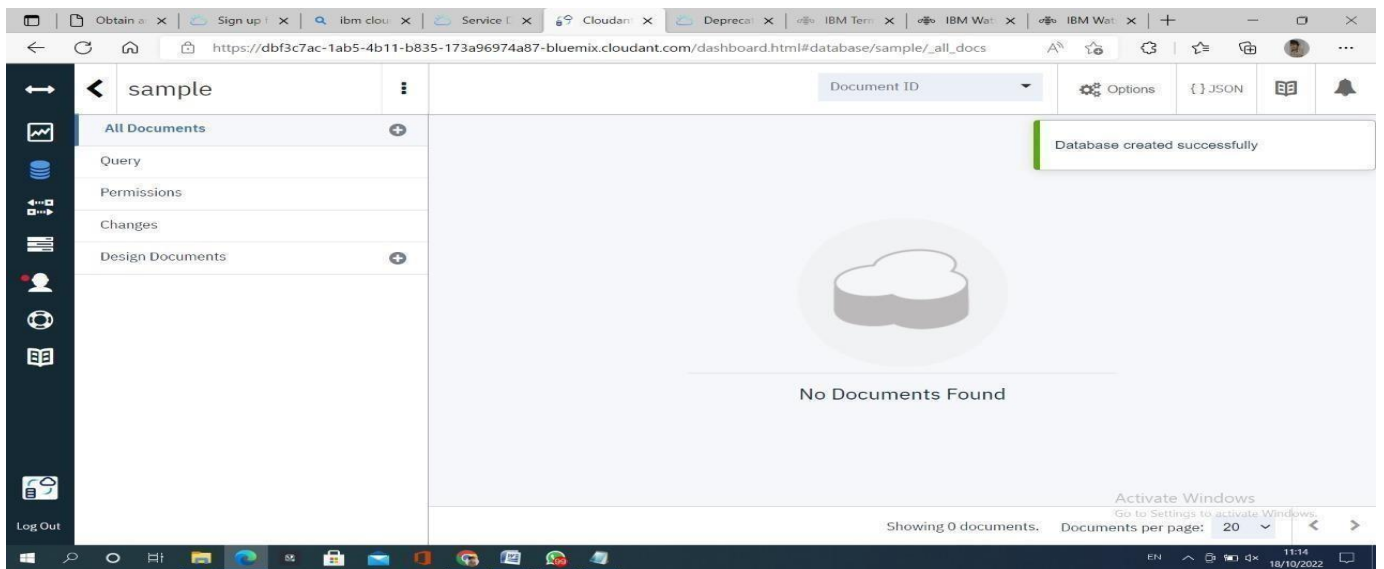 Obtain a
Sign up f
ibm clou
Service D
Cloudan
Deprecat
IBM Tern
IBM Wat
IBM Wat
https://dbf3c7ac-1ab5-4b11-b835-173a96974a87-bluemix.cloudant.com/dashboard.html#database/sample/_all_docs
sample
Document ID
Options
{ } JSON
All Documents
Database created successfully
Query
Permissions
Changes
Design Documents
No Documents Found
Activate Windows
Go to Settings to activate Windows.
Log Out
Showing 0 documents. Documents per page: 20
EN
11:14
18/10/2022